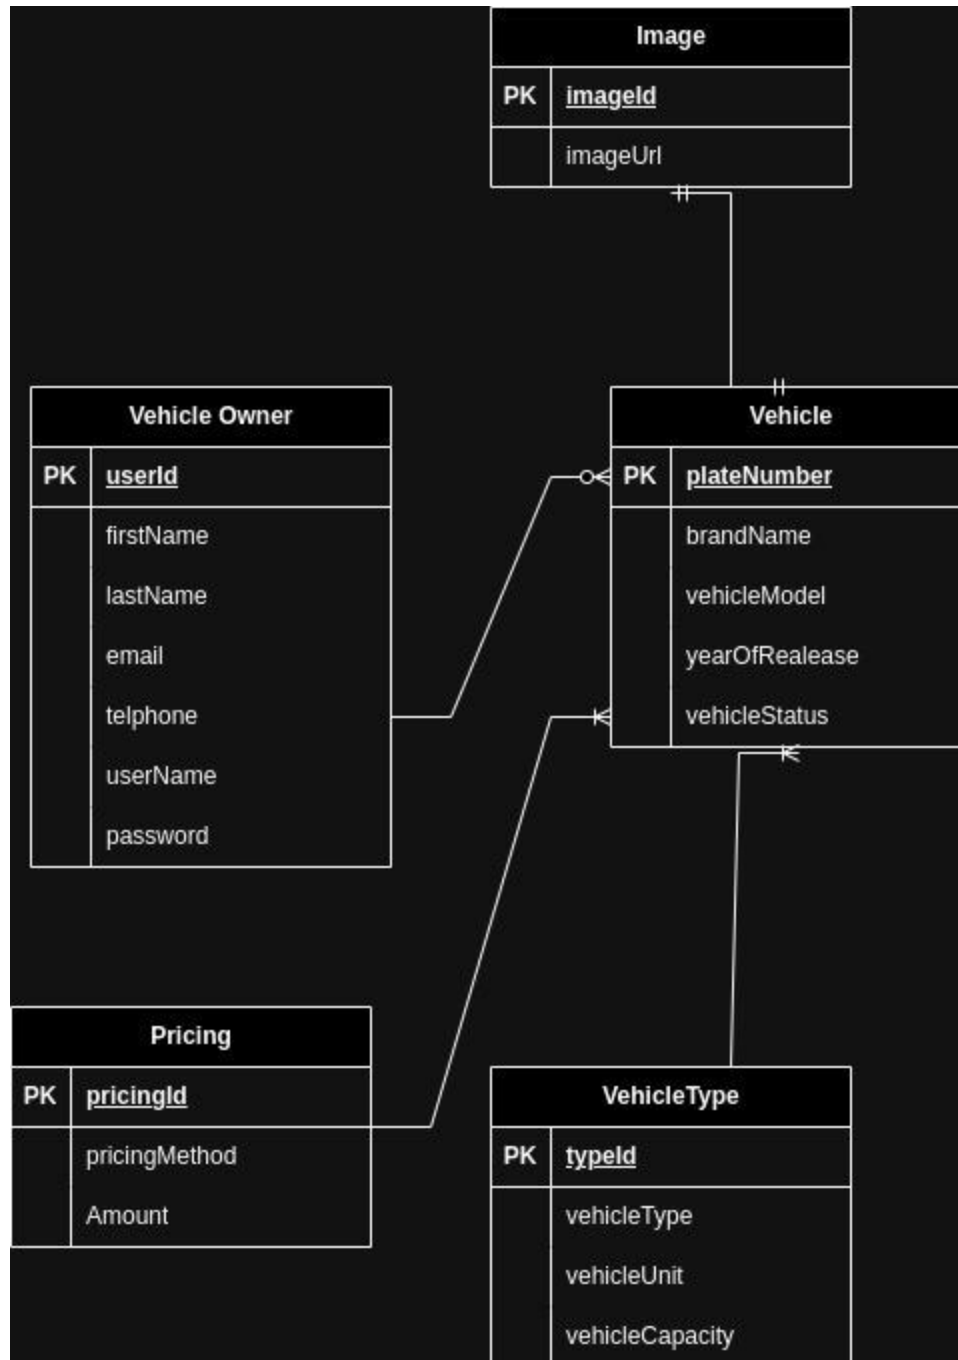 Image
PK imageId
imageUrl
Vehicle Owner
PK userId
firstName
lastName
email
telphone
userName
password
Vehicle
PK plateNumber
brandName
vehicleModel
yearOfRealease
vehicleStatus
Pricing
PK pricingId
pricingMethod
Amount
VehicleType
PK typeId
vehicleType
vehicleUnit
vehicleCapacity